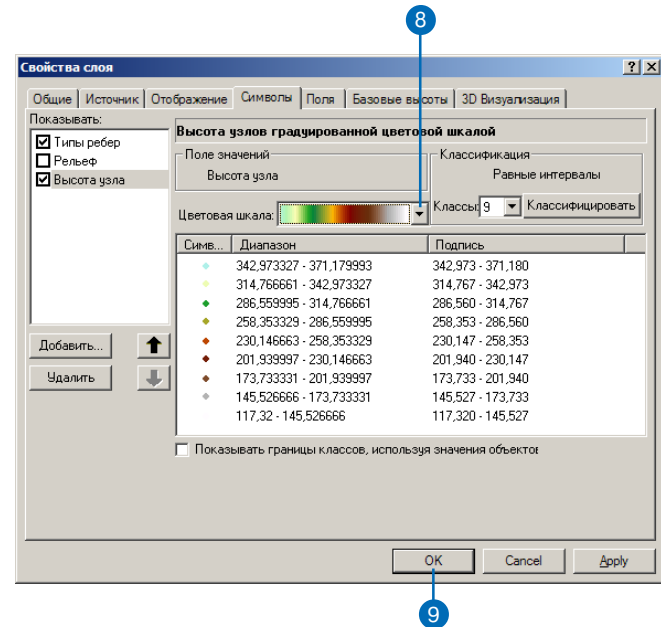 8
Свойства слоя
Общие Источник Отображение Символы Поля Базовые высоты 3D Визуализация
Показывать:
Типы ребер
Рельеф
Высота узла
Добавить...
Удалить
Высота узлов градуированной цветовой шкалой
Поле значений
Высота узла
Классификация
Равные интервалы
Цветовая шкала:
Классы: 9 Классифицировать
Симв... Диапазон Подпись
342,973327 - 371,179993 342,973 - 371,180
314,766661 - 342,973327 314,767 - 342,973
286,559995 - 314,766661 286,560 - 314,767
258,353329 - 286,559995 258,353 - 286,560
230,146663 - 258,353329 230,147 - 258,353
201,939997 - 230,146663 201,940 - 230,147
173,733331 - 201,939997 173,733 - 201,940
145,526666 - 173,733331 145,527 - 173,733
117,32 - 145,526666 117,320 - 145,527
Показывать границы классов, используя значения объектов
OK Cancel Apply
9